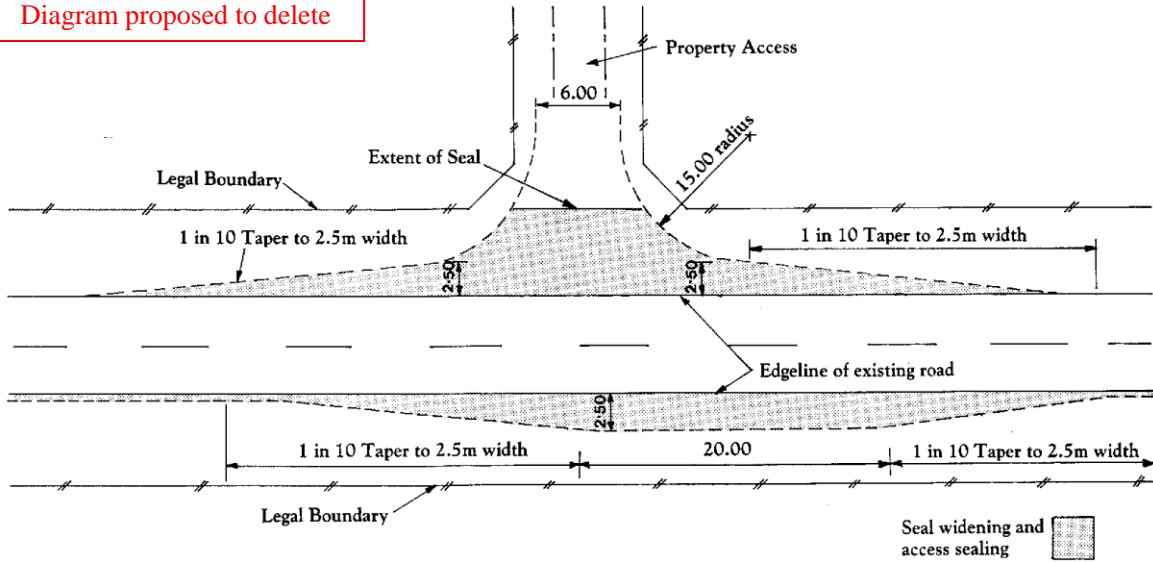 Diagram proposed to delete
Property Access
6.00
Extent of Seal
15.00 radius
Legal Boundary
1 in 10 Taper to 2.5m width
1 in 10 Taper to 2.5m width
2.50
2.50
Edgeline of existing road
2.50
1 in 10 Taper to 2.5m width
20.00
1 in 10 Taper to 2.5m width
Legal Boundary
Seal widening and
access sealing